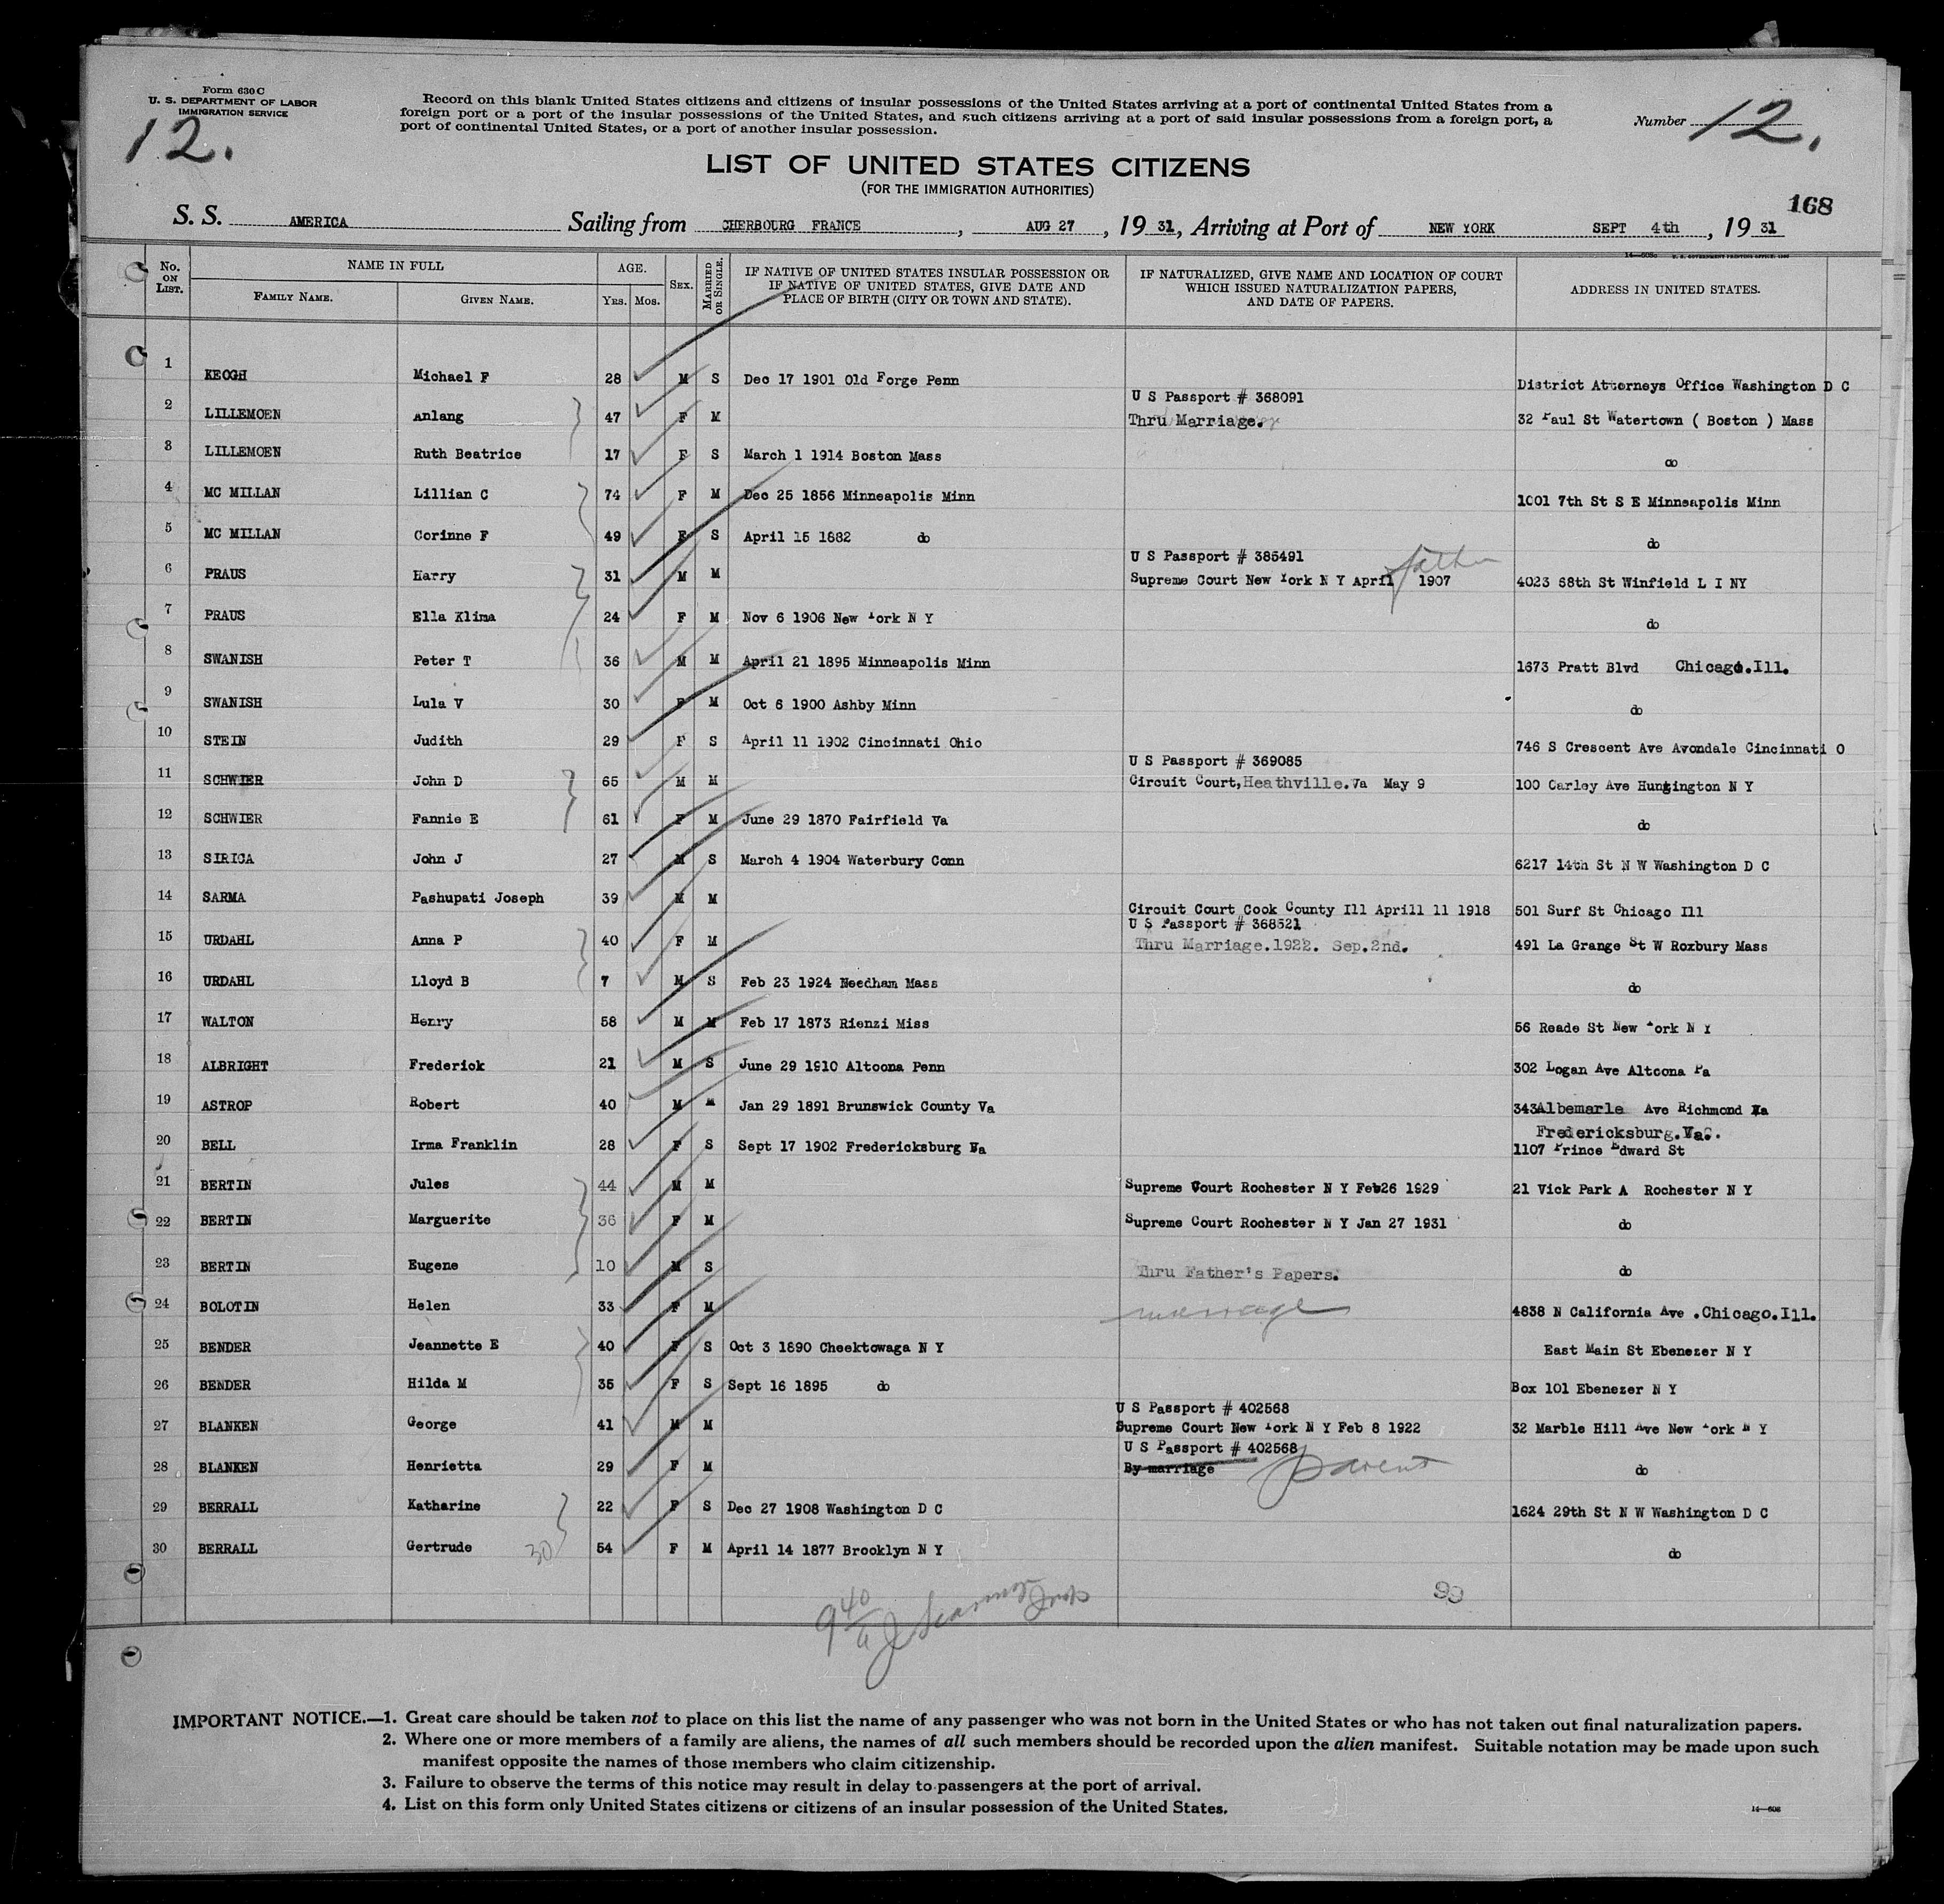 Form 630 C
U. S. DEPARTMENT OF LABOR
IMMIGRATION SERVICE
12.
Record on this blank United States citizens and citizens of insular possessions of the United States arriving at a port of continental United States from a
foreign port or a port of the insular possessions of the United States, and such citizens arriving at a port of said insular possessions from a foreign port, a
port of continental United States, or a port of another insular possession.
Number 12.
LIST OF UNITED STATES CITIZENS
(FOR THE IMMIGRATION AUTHORITIES)
168
S. S. AMERICA Sailing from CHERBOURG FRANCE, AUG 27, 19 31, Arriving at Port of NEW YORK SEPT 4th, 19 31
No. ON LIST. NAME IN FULL FAMILY NAME. GIVEN NAME. AGE. Yrs. Mos. SEX. MARRIED OR SINGLE. IF NATIVE OF UNITED STATES INSULAR POSSESSION OR IF NATIVE OF UNITED STATES, GIVE DATE AND PLACE OF BIRTH (CITY OR TOWN AND STATE). IF NATURALIZED, GIVE NAME AND LOCATION OF COURT WHICH ISSUED NATURALIZATION PAPERS, AND DATE OF PAPERS. ADDRESS IN UNITED STATES.
1 KEOGH Michael F 28 M S Dec 17 1901 Old Forge Penn District Attorneys Office Washington D C
U S Passport # 368091
2 LILLEMOEN Anlang 47 F M Thru Marriage. 32 Paul St Watertown ( Boston ) Mass
3 LILLEMOEN Ruth Beatrice 17 F S March 1 1914 Boston Mass do
4 MC MILLAN Lillian C 74 F M Dec 25 1856 Minneapolis Minn 1001 7th St S E Minneapolis Minn
5 MC MILLAN Corinne F 49 F S April 15 1882 do do
U S Passport # 385491 father
6 PRAUS Harry 31 M M Supreme Court New York N Y April 1907 4023 68th St Winfield L I NY
7 PRAUS Ella Klima 24 F M Nov 6 1906 New York N Y do
8 SWANISH Peter T 36 M M April 21 1895 Minneapolis Minn 1673 Pratt Blvd Chicago.Ill.
9 SWANISH Lula V 30 F M Oct 6 1900 Ashby Minn do
10 STEIN Judith 29 F S April 11 1902 Cincinnati Ohio 746 S Crescent Ave Avondale Cincinnati O
U S Passport # 369085
11 SCHWIER John D 65 M M Circuit Court,Heathville.Va May 9 100 Carley Ave Huntington N Y
12 SCHWIER Fannie E 61 F M June 29 1870 Fairfield Va do
13 SIRICA John J 27 M S March 4 1904 Waterbury Conn 6217 14th St N W Washington D C
14 SARMA Pashupati Joseph 39 M M Circuit Court Cook County Ill Aprill 11 1918 501 Surf St Chicago Ill
U S Passport # 368521
15 URDAHL Anna P 40 F M Thru Marriage.1922. Sep.2nd. 491 La Grange St W Roxbury Mass
16 URDAHL Lloyd B 7 M S Feb 23 1924 Needham Mass do
17 WALTON Henry 58 M M Feb 17 1873 Rienzi Miss 56 Reade St New York N Y
18 ALBRIGHT Frederick 21 M S June 29 1910 Altoona Penn 302 Logan Ave Altoona Pa
19 ASTROP Robert 40 M M Jan 29 1891 Brunswick County Va 343Albemarle Ave Richmond Va
Fredericksburg.Va.
20 BELL Irma Franklin 28 F S Sept 17 1902 Fredericksburg Va 1107 Prince Edward St
21 BERTIN Jules 44 M M Supreme Court Rochester N Y Feb26 1929 21 Vick Park A Rochester N Y
22 BERTIN Marguerite 36 F M Supreme Court Rochester N Y Jan 27 1931 do
23 BERTIN Eugene 10 M S Thru Father's Papers. do
24 BOLOTIN Helen 33 F M marriage 4838 N California Ave .Chicago.Ill.
25 BENDER Jeannette E 40 F S Oct 3 1890 Cheektowaga N Y East Main St Ebenezer N Y
26 BENDER Hilda M 35 F S Sept 16 1895 do Box 101 Ebenezer N Y
U S Passport # 402568
27 BLANKEN George 41 M M Supreme Court New York N Y Feb 8 1922 32 Marble Hill Ave New York N Y
U S Passport # 402568
28 BLANKEN Henrietta 29 F M By marriage parent do
29 BERRALL Katharine 22 F S Dec 27 1908 Washington D C 1624 29th St N W Washington D C
30 BERRALL Gertrude 30 54 F M April 14 1877 Brooklyn N Y do
IMPORTANT NOTICE.—1. Great care should be taken not to place on this list the name of any passenger who was not born in the United States or who has not taken out final naturalization papers.
2. Where one or more members of a family are aliens, the names of all such members should be recorded upon the alien manifest. Suitable notation may be made upon such
manifest opposite the names of those members who claim citizenship.
3. Failure to observe the terms of this notice may result in delay to passengers at the port of arrival.
4. List on this form only United States citizens or citizens of an insular possession of the United States.